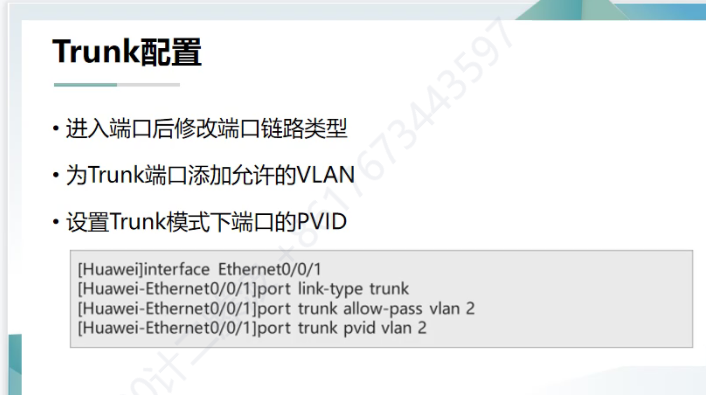 Trunk配置
• 进入端口后修改端口链路类型
• 为Trunk端口添加允许的VLAN
• 设置Trunk模式下端口的PVID
[Huawei]interface Ethernet0/0/1
[Huawei-Ethernet0/0/1]port link-type trunk
[Huawei-Ethernet0/0/1]port trunk allow-pass vlan 2
[Huawei-Ethernet0/0/1]port trunk pvid vlan 2